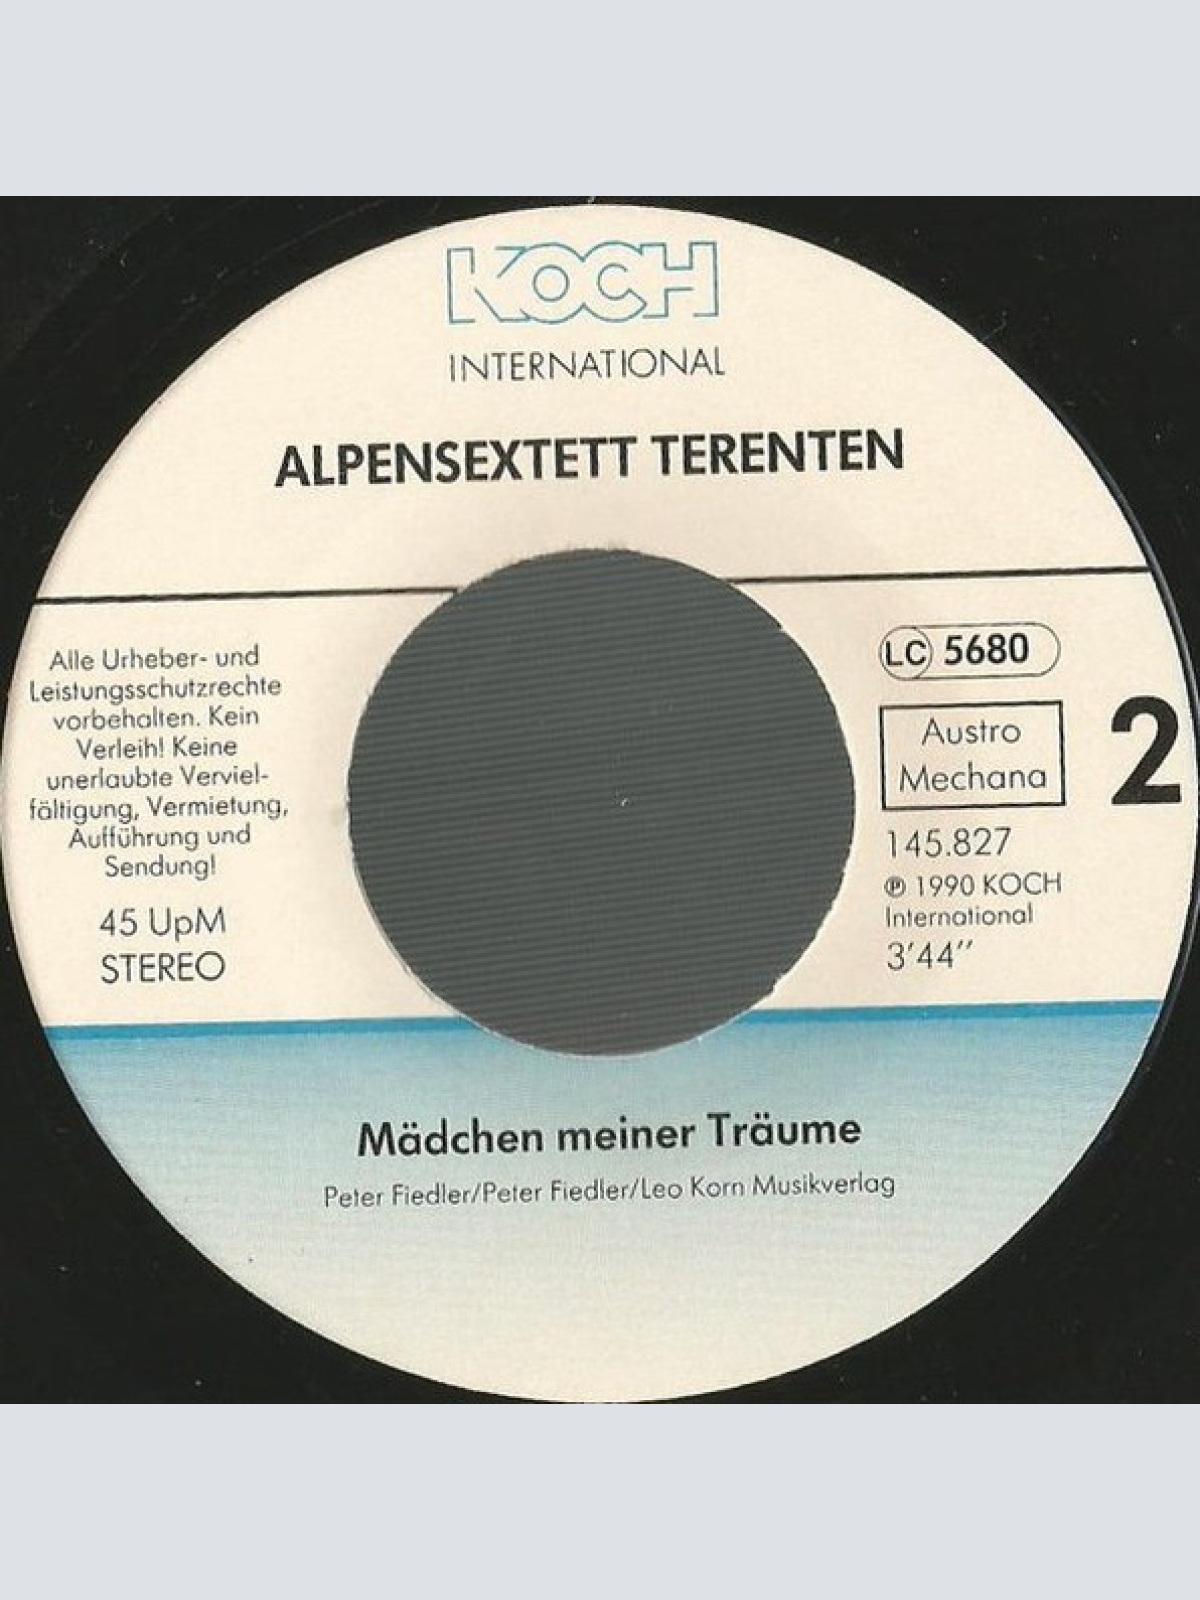 KOCH
INTERNATIONAL
ALPENSEXTETT TERENTEN
Alle Urheber- und
Leistungsschutzrechte
vorbehalten. Kein
Verleih! Keine
unerlaubte Verviel-
fältigung, Vermietung,
Aufführung und
Sendung!
45 UpM
STEREO
LC 5680
Austro
Mechana
2
145.827
℗ 1990 KOCH
International
3'44"
Mädchen meiner Träume
Peter Fiedler/Peter Fiedler/Leo Korn Musikverlag